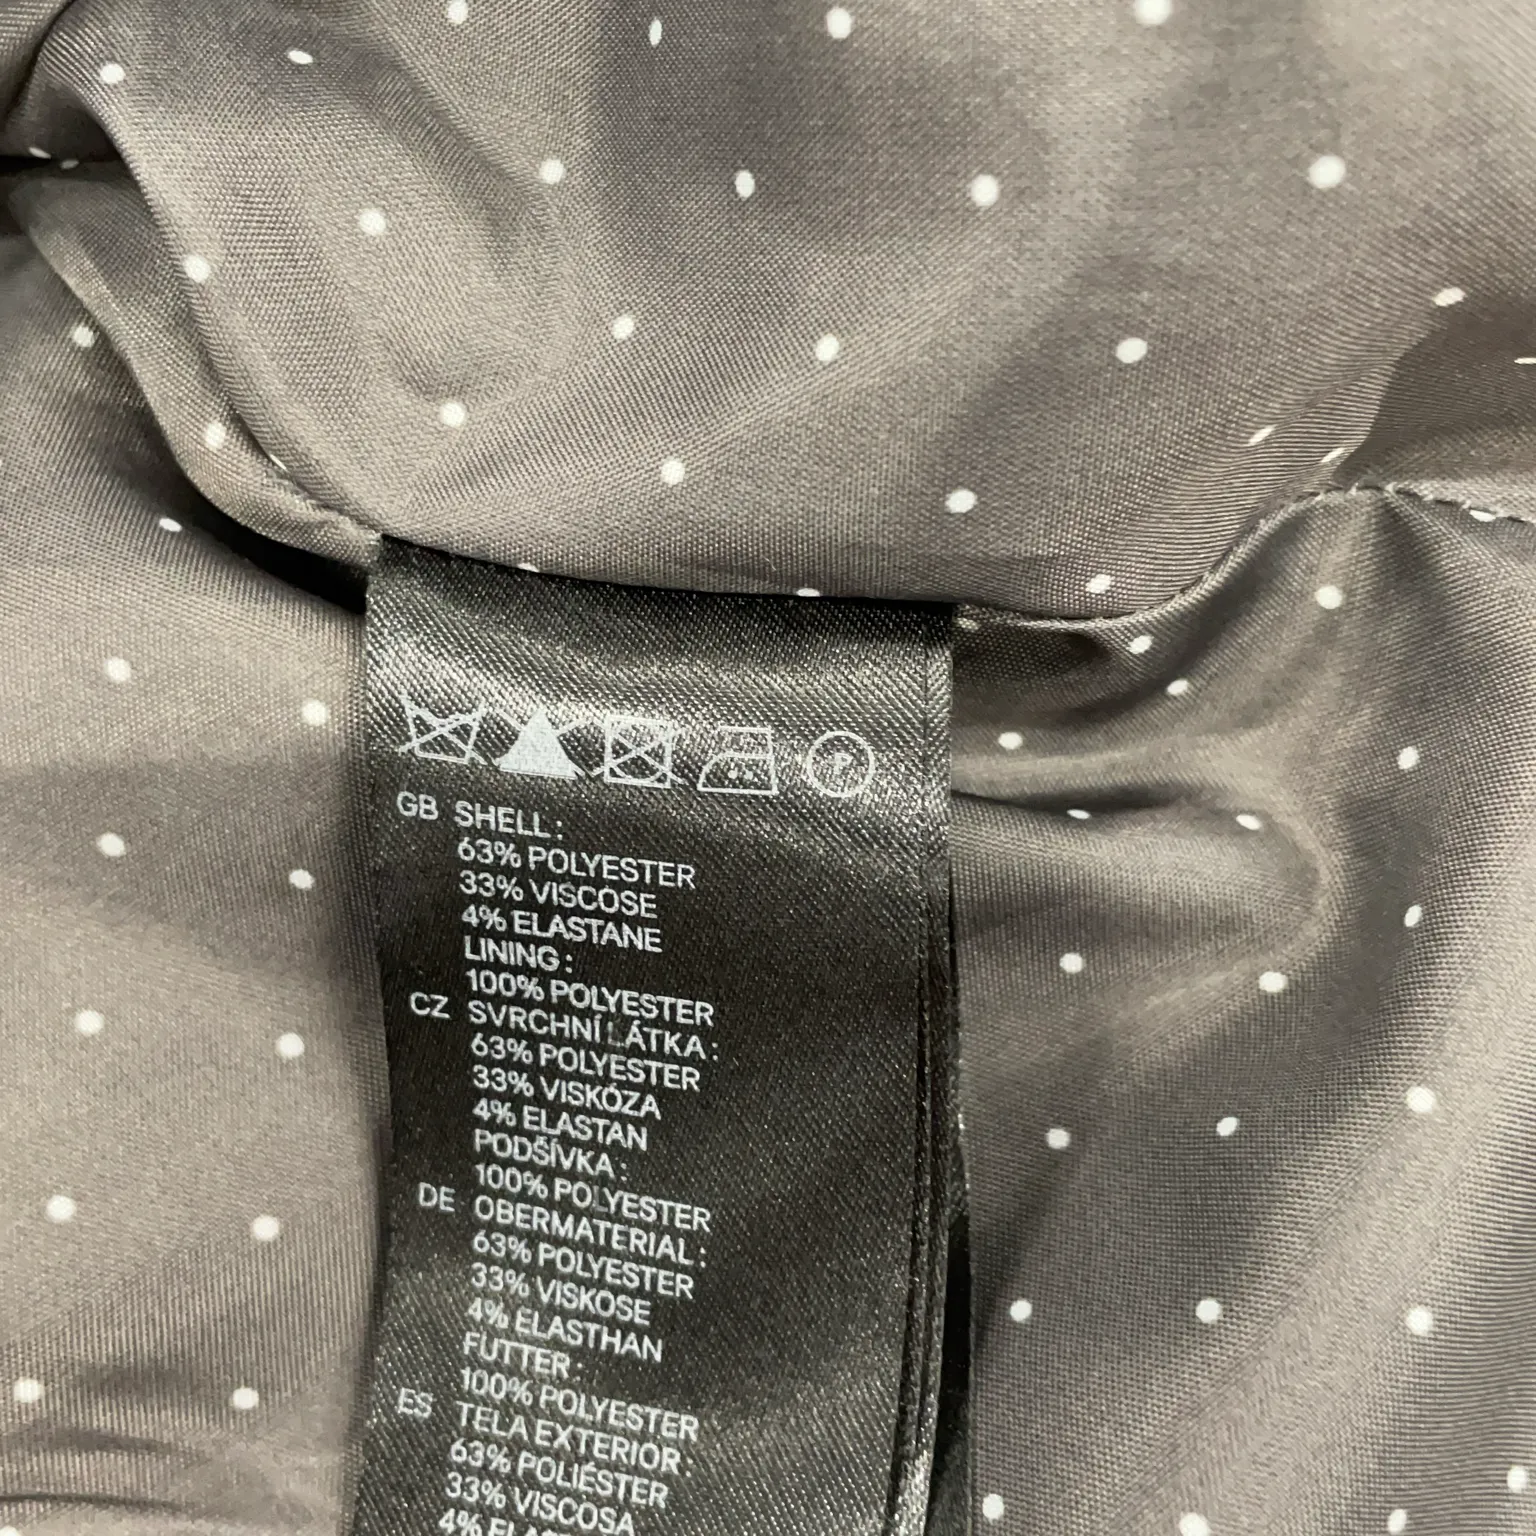 GB SHELL:
63% POLYESTER
33% VISCOSE
4% ELASTANE
LINING:
100% POLYESTER
CZ SVRCHNÍ LÁTKA:
63% POLYESTER
33% VISKÓZA
4% ELASTAN
PODŠÍVKA:
100% POLYESTER
DE OBERMATERIAL:
63% POLYESTER
33% VISKOSE
4% ELASTHAN
FUTTER:
100% POLYESTER
ES TELA EXTERIOR:
63% POLIÉSTER
33% VISCOSA
4%